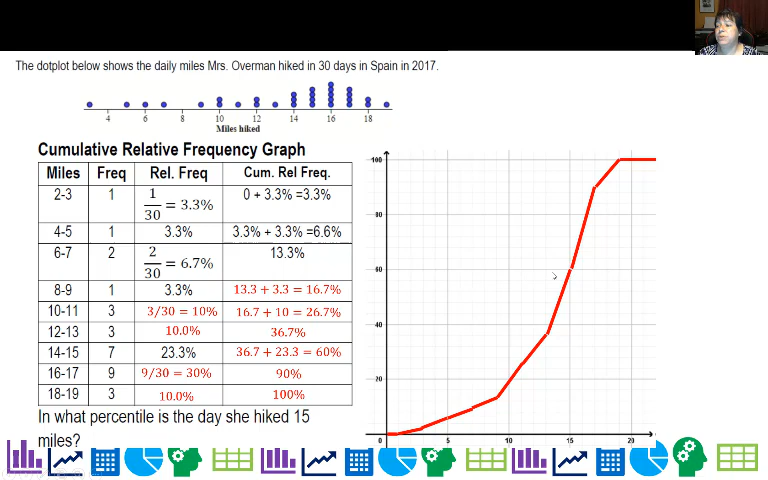 The dotplot below shows the daily miles Mrs. Overman hiked in 30 days in Spain in 2017.
4 6 8 10 12 14 16 18
Miles hiked
Cumulative Relative Frequency Graph
Miles Freq Rel. Freq Cum. Rel Freq.
2-3 1 1/30 = 3.3% 0 + 3.3% =3.3%
4-5 1 3.3% 3.3% + 3.3% =6.6%
6-7 2 2/30 = 6.7% 13.3%
8-9 1 3.3% 13.3 + 3.3 = 16.7%
10-11 3 3/30 = 10% 16.7 + 10 = 26.7%
12-13 3 10.0% 36.7%
14-15 7 23.3% 36.7 + 23.3 = 60%
16-17 9 9/30 = 30% 90%
18-19 3 10.0% 100%
100
80
60
40
20
0 5 10 15 20
In what percentile is the day she hiked 15
miles?